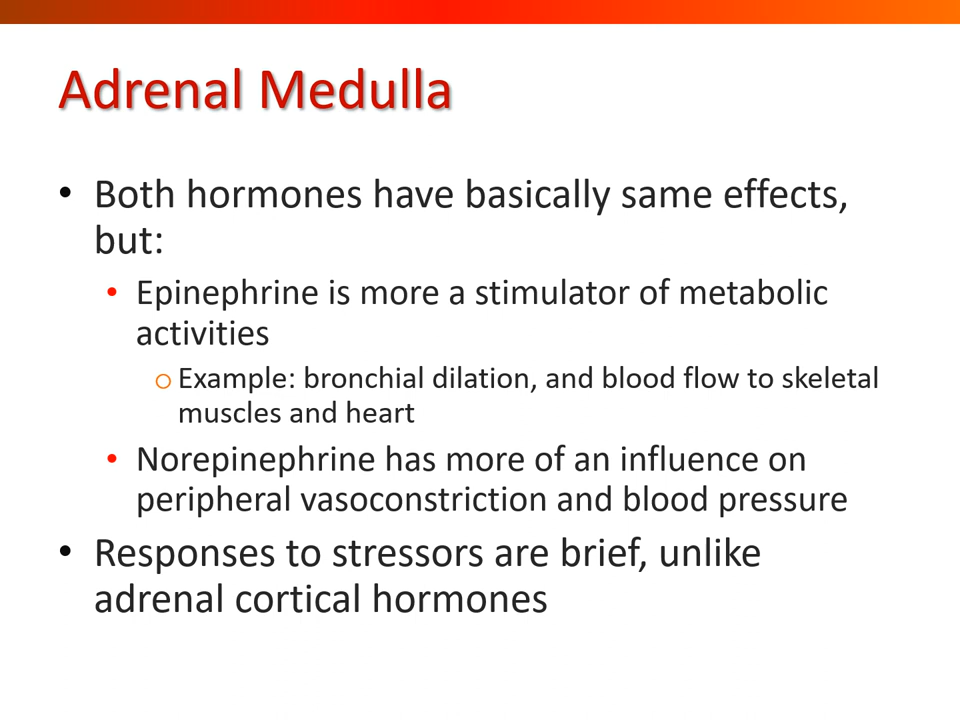 Adrenal Medulla
• Both hormones have basically same effects,
but:
• Epinephrine is more a stimulator of metabolic
activities
o Example: bronchial dilation, and blood flow to skeletal
muscles and heart
• Norepinephrine has more of an influence on
peripheral vasoconstriction and blood pressure
• Responses to stressors are brief, unlike
adrenal cortical hormones